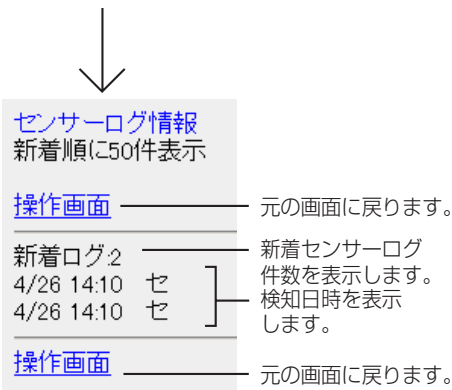 センサーログ情報
新着順に50件表示
操作画面
元の画面に戻ります。
新着ログ:2
新着センサーログ
件数を表示します。
4/26 14:10 セ
4/26 14:10 セ
検知日時を表示
します。
操作画面
元の画面に戻ります。